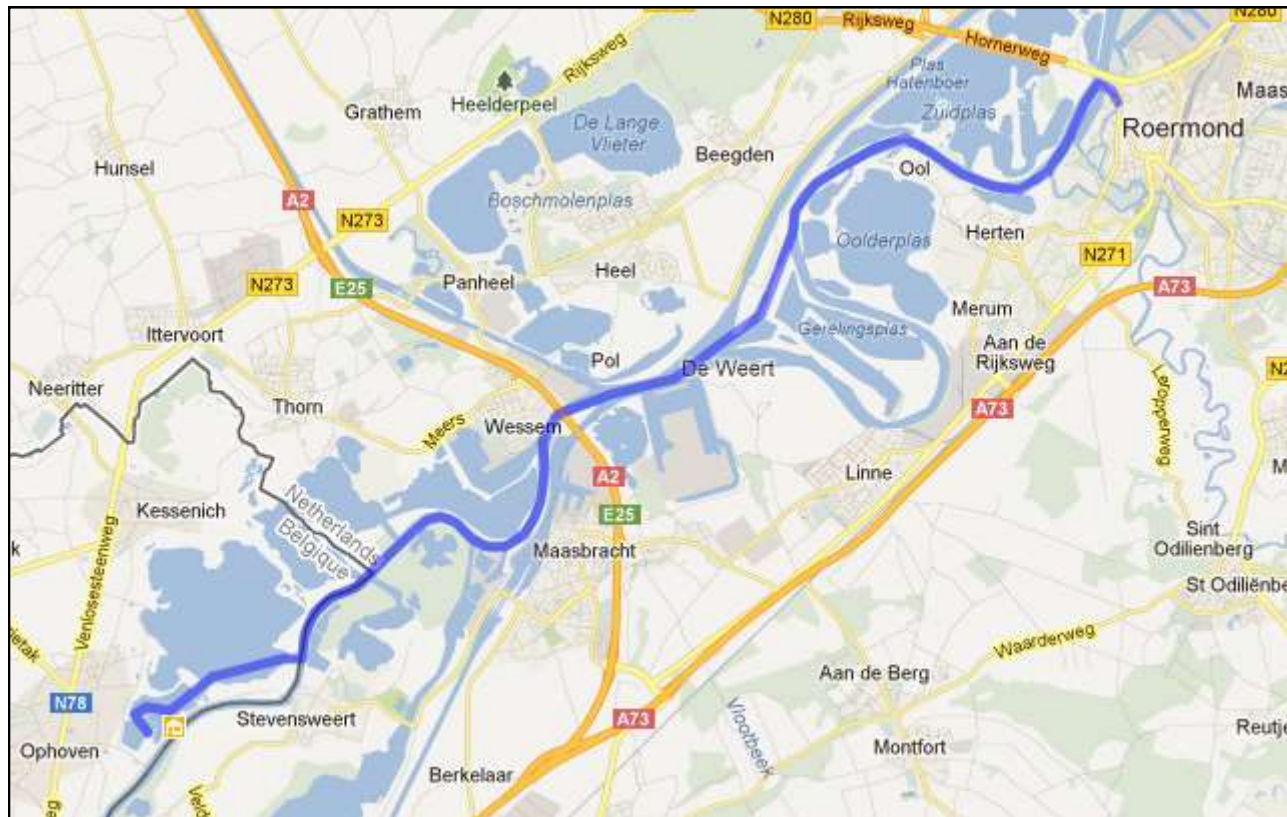 N280
Rijksweg
Hornerweg
N280
Rijksweg
Plas
Hatenboer
Maas
Grathem
Heelderpeel
De Lange
Vlieter
Zuidplas
Roermond
Beegden
Hunsel
Ool
A2
Boschmolenplas
N273
Oolderplas
Herten
N271
Heel
Panheel
N273
E25
A73
Merum
Ittervoort
Gerelingsplas
Aan de
Rijksweg
Pol
De Weert
Neeritter
Thorn
A73
Leropperweg
Meers
Wessem
A2
Linne
Kessenich
E25
Netherlands
Belgique
Maasbracht
Sint
Odilienberg
St Odiliënbe
Venlosesteenweg
Waarderweg
Aan de Berg
N78
Stevensweert
A73
Vlootbeek
Montfort
Reutje
Ophoven
Berkelaar